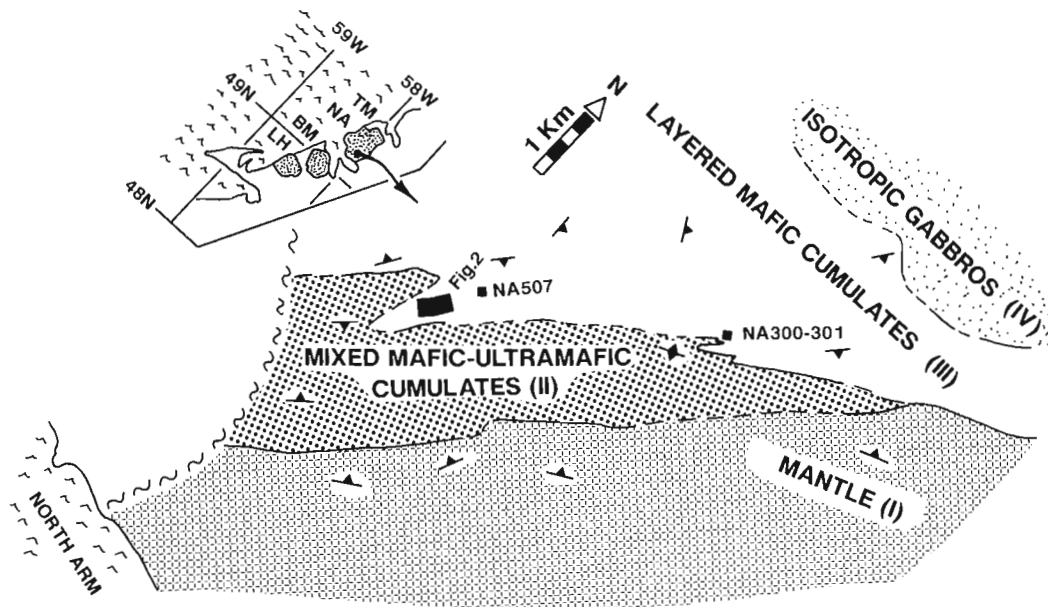 59W
49N
58W
TM
NA
BM
LH
48N
N
1 Km
LAYERED MAFIC CUMULATES (III)
ISOTROPIC GABBROS (IV)
Fig.2
NA507
NA300-301
MIXED MAFIC-ULTRAMAFIC
CUMULATES (II)
MANTLE (I)
NORTH ARM